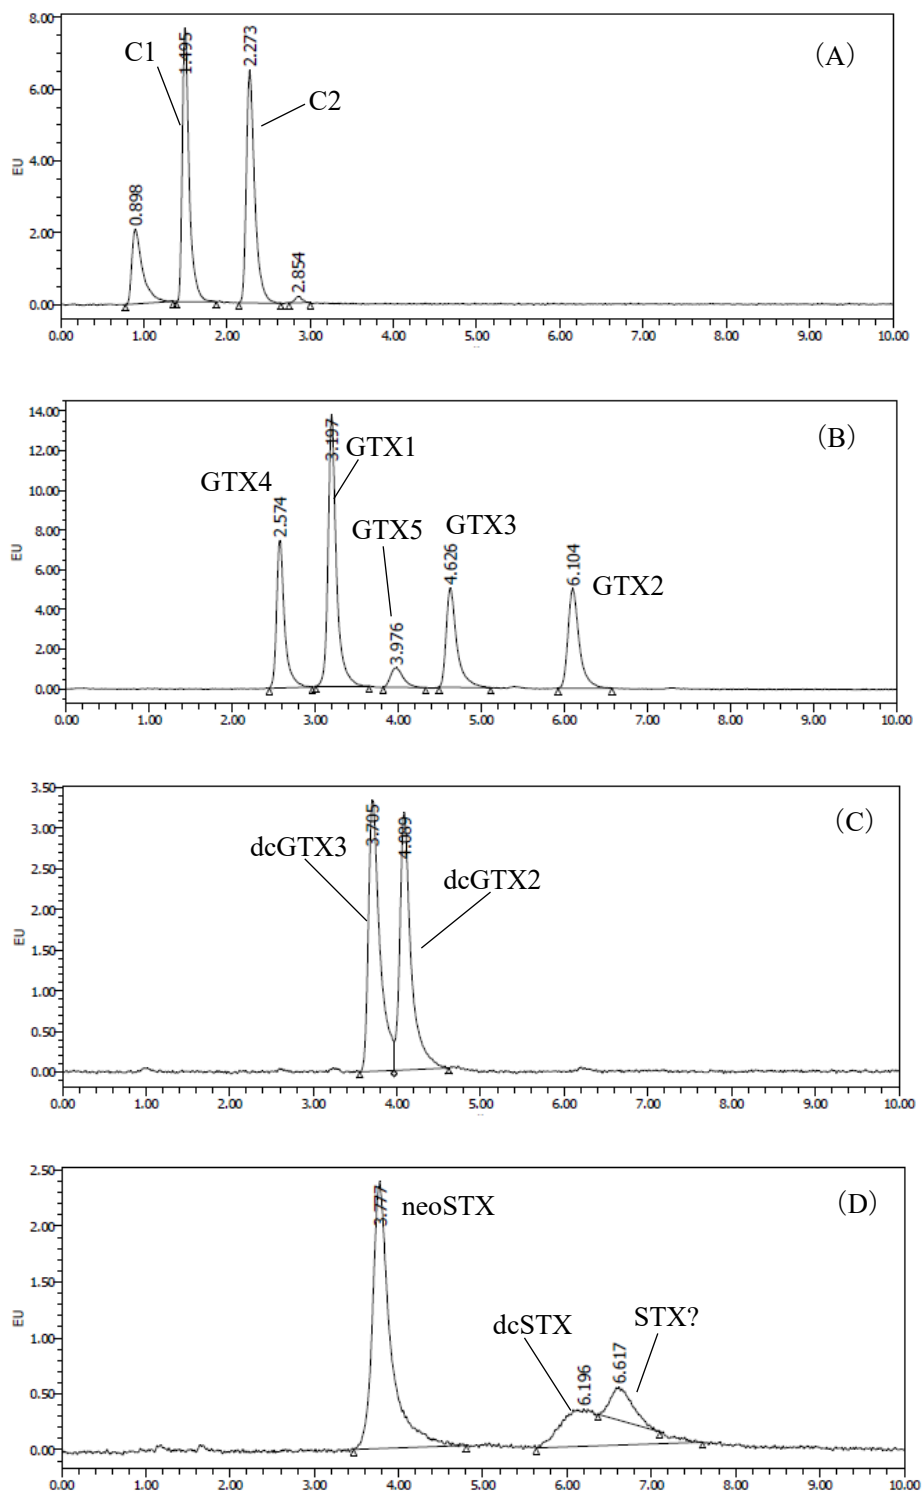 8.00
C1
1.495
2.273
(A)
6.00
C2
EU
4.00
0.898
2.00
2.854
0.00
0.00 1.00 2.00 3.00 4.00 5.00 6.00 7.00 8.00 9.00 10.00
14.00
(B)
12.00
3.197
GTX1
10.00
GTX4
2.574
GTX5
GTX3
8.00
EU
6.00
4.626
6.104
GTX2
4.00
3.976
2.00
0.00
0.00 1.00 2.00 3.00 4.00 5.00 6.00 7.00 8.00 9.00 10.00
3.50
(C)
3.00
3.705
4.089
dcGTX3
2.50
dcGTX2
2.00
EU
1.50
1.00
0.50
0.00
0.00 1.00 2.00 3.00 4.00 5.00 6.00 7.00 8.00 9.00 10.00
2.50
(D)
3.777
neoSTX
2.00
1.50
EU
dcSTX
STX?
1.00
6.196
6.617
0.50
0.00
0.00 1.00 2.00 3.00 4.00 5.00 6.00 7.00 8.00 9.00 10.00